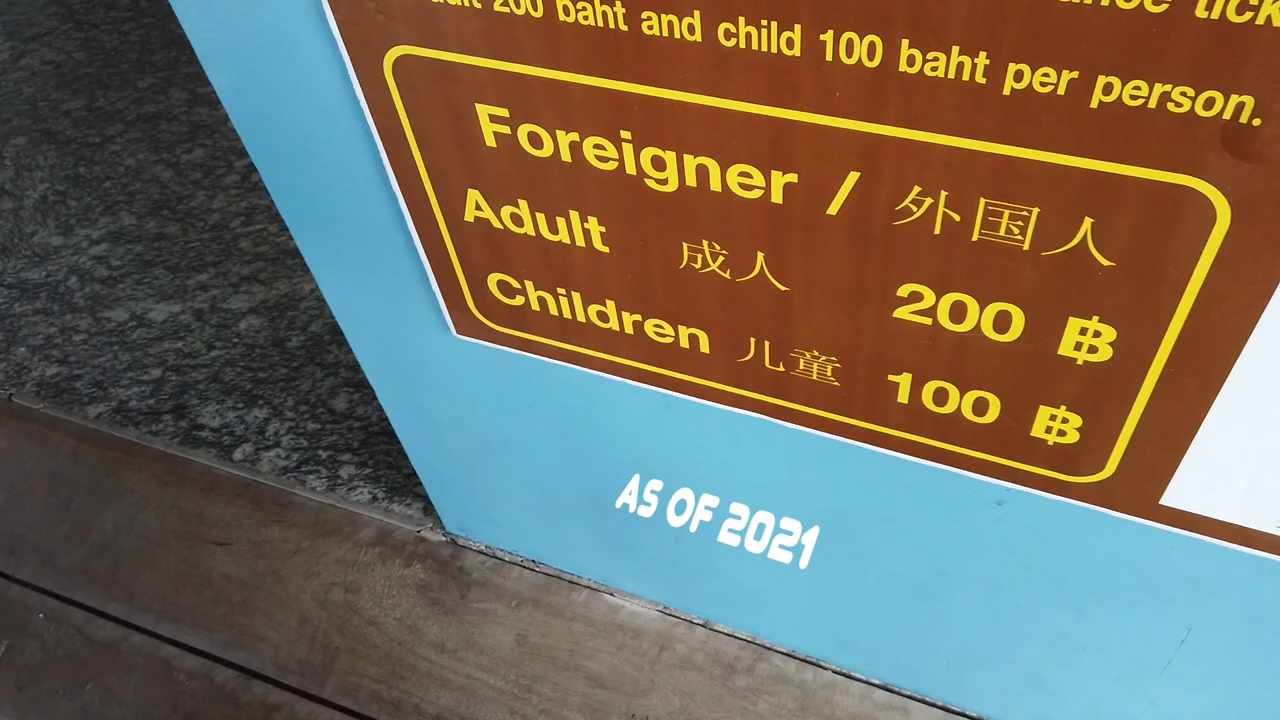 200 baht and child 100 baht per person.
Foreigner / 外国人
Adult 成人 200 ฿
Children 儿童 100 ฿
AS OF 2021